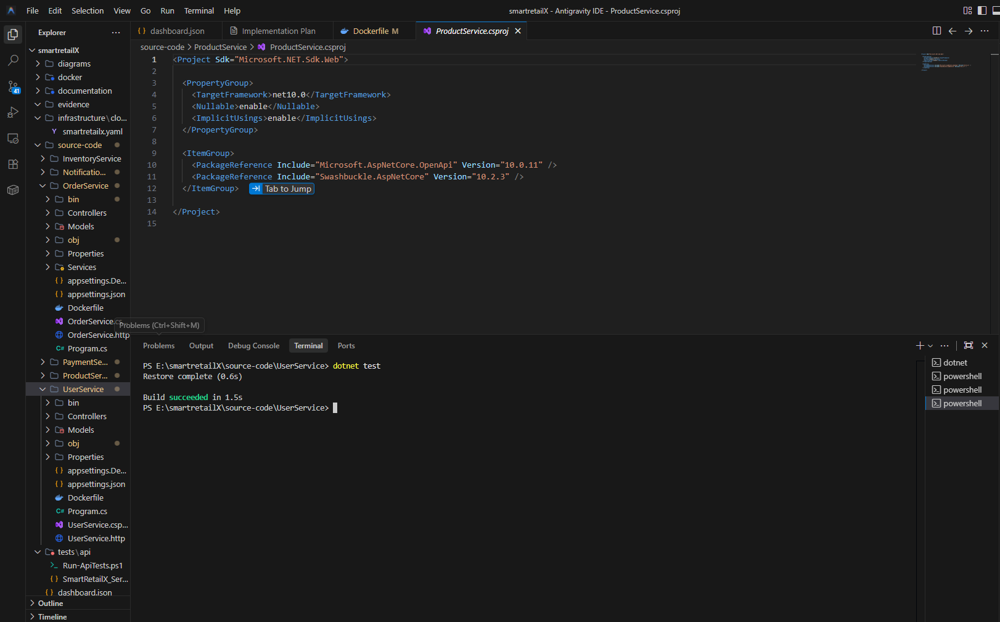 File Edit Selection View Go Run Terminal Help
smartretailX - Antigravity IDE - ProductService.csproj
Explorer
dashboard.json
Implementation Plan
Dockerfile M
ProductService.csproj
41
smartretailX
diagrams
docker
documentation
evidence
infrastructure\clo...
smartretailx.yaml
source-code
InventoryService
Notificatio...
OrderService
bin
Controllers
Models
obj
Properties
Services
appsettings.De...
appsettings.json
Dockerfile
OrderService.cs
OrderService.http
Program.cs
PaymentSe...
ProductSer...
UserService
bin
Controllers
Models
obj
Properties
appsettings.De...
appsettings.json
Dockerfile
Program.cs
UserService.csp...
UserService.http
tests\api
Run-ApiTests.ps1
SmartRetailX_Ser...
dashboard.json
Outline
Timeline
source-code > ProductService > ProductService.csproj
1 <Project Sdk="Microsoft.NET.Sdk.Web">
2
3 <PropertyGroup>
4 <TargetFramework>net10.0</TargetFramework>
5 <Nullable>enable</Nullable>
6 <ImplicitUsings>enable</ImplicitUsings>
7 </PropertyGroup>
8
9 <ItemGroup>
10 <PackageReference Include="Microsoft.AspNetCore.OpenApi" Version="10.0.11" />
11 <PackageReference Include="Swashbuckle.AspNetCore" Version="10.2.3" />
12 </ItemGroup> Tab to Jump
13
14 </Project>
15
Problems (Ctrl+Shift+M)
Problems Output Debug Console Terminal Ports
PS E:\smartretailX\source-code\UserService> dotnet test
Restore complete (0.6s)
Build succeeded in 1.5s
PS E:\smartretailX\source-code\UserService>
dotnet
powershell
powershell
powershell